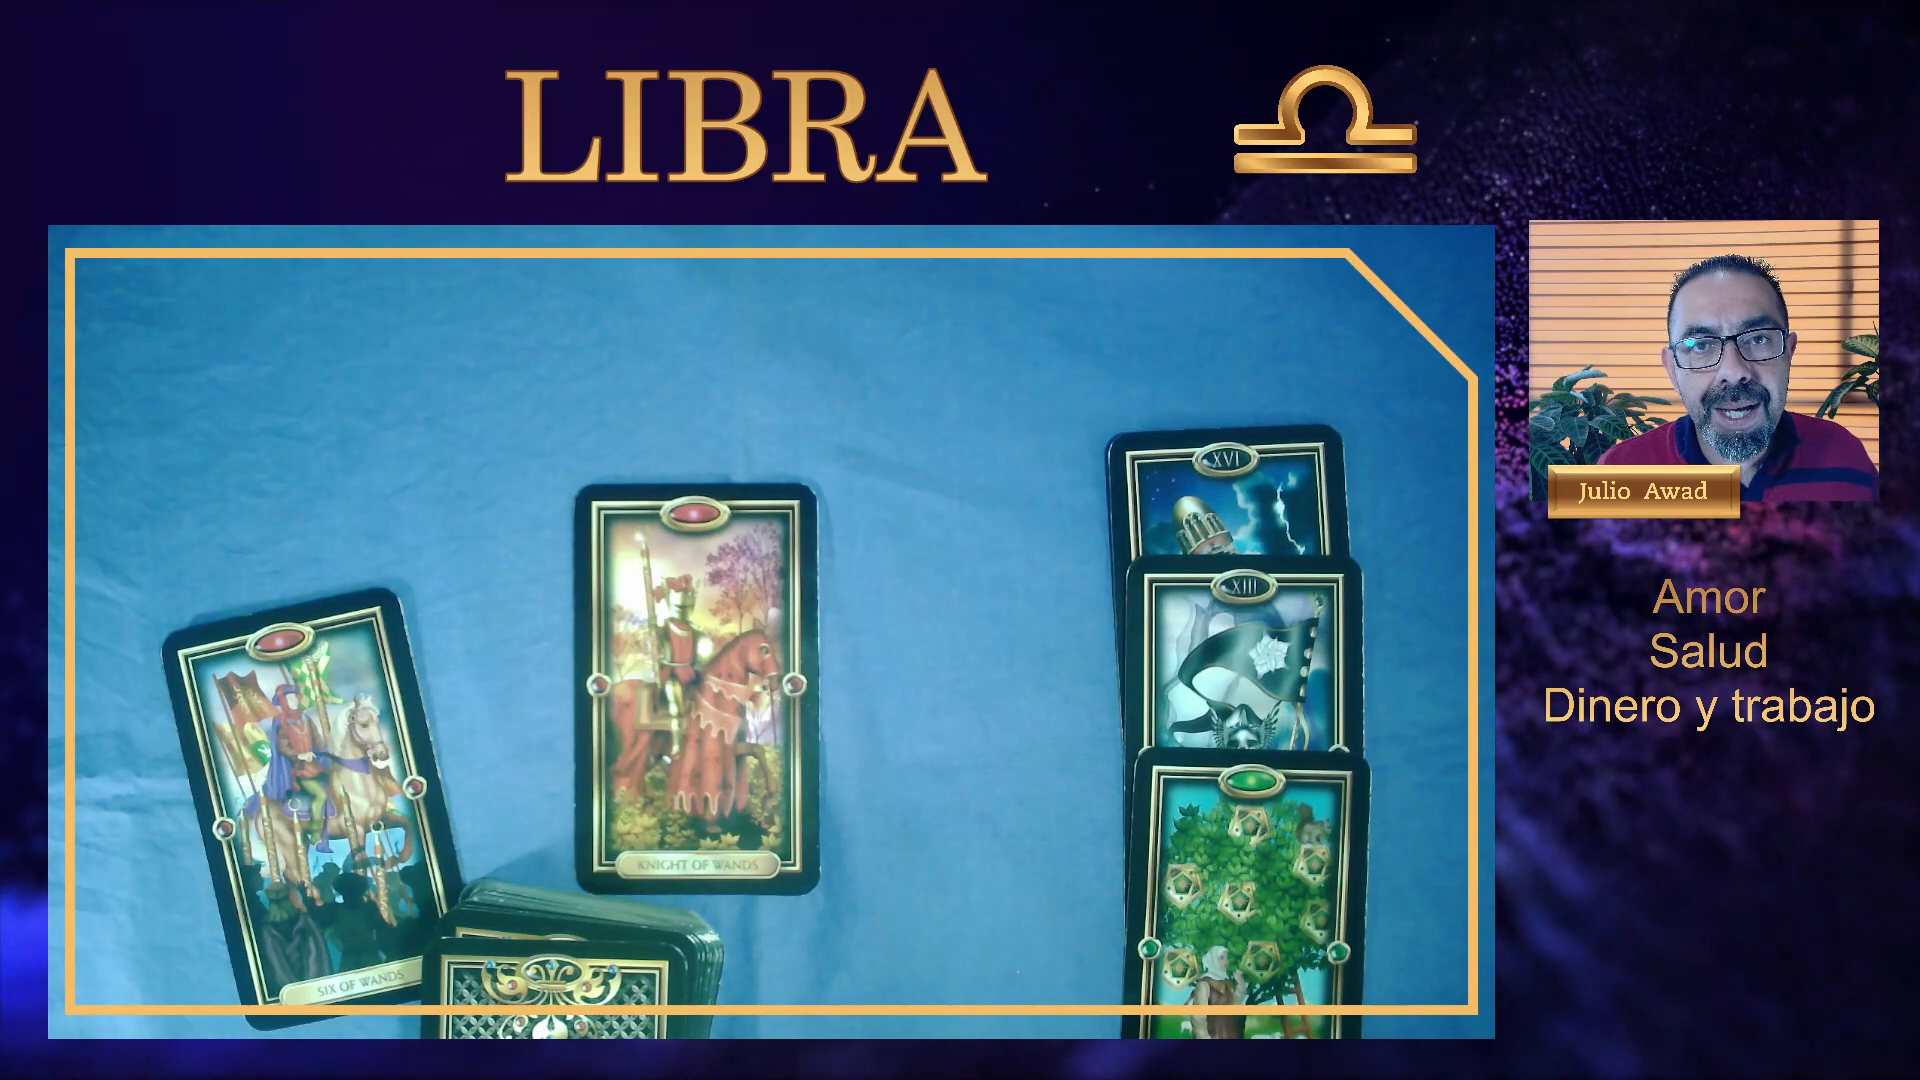 LIBRA
Julio Awad
Amor
Salud
Dinero y trabajo
XVI
XIII
KNIGHT OF WANDS
SIX OF WANDS